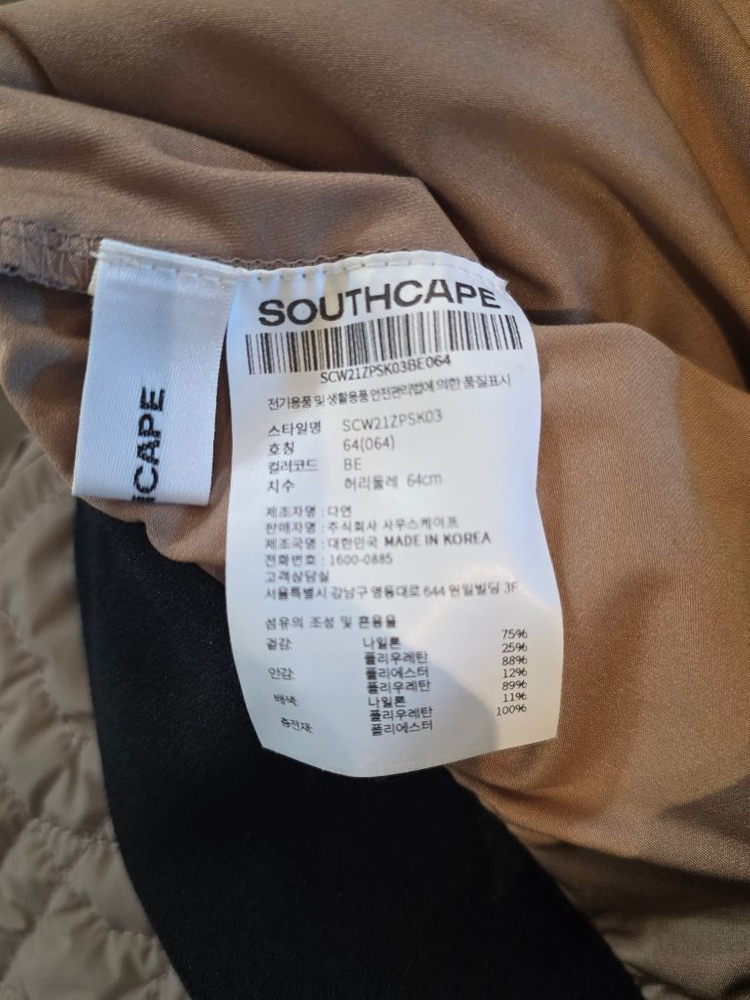 SOUTHCAPE
SCW21ZPSK03BE064
전기용품 및 생활용품 안전관리법에 의한 품질표시
스타일명 SCW21ZPSK03
호칭 64(064)
컬러코드 BE
치수 허리둘레 64cm
제조자명 : 다연
판매자명 : 주식회사 사우스케이프
제조국명 : 대한민국 MADE IN KOREA
전화번호 : 1600-0885
고객상담실
서울특별시 강남구 영동대로 644 원일빌딩 3F
섬유의 조성 및 혼용율
겉감: 나일론 75%
폴리우레탄 25%
안감: 폴리에스터 88%
폴리우레탄 12%
배색: 나일론 89%
폴리우레탄 11%
충전재: 폴리에스터 100%
CAPE